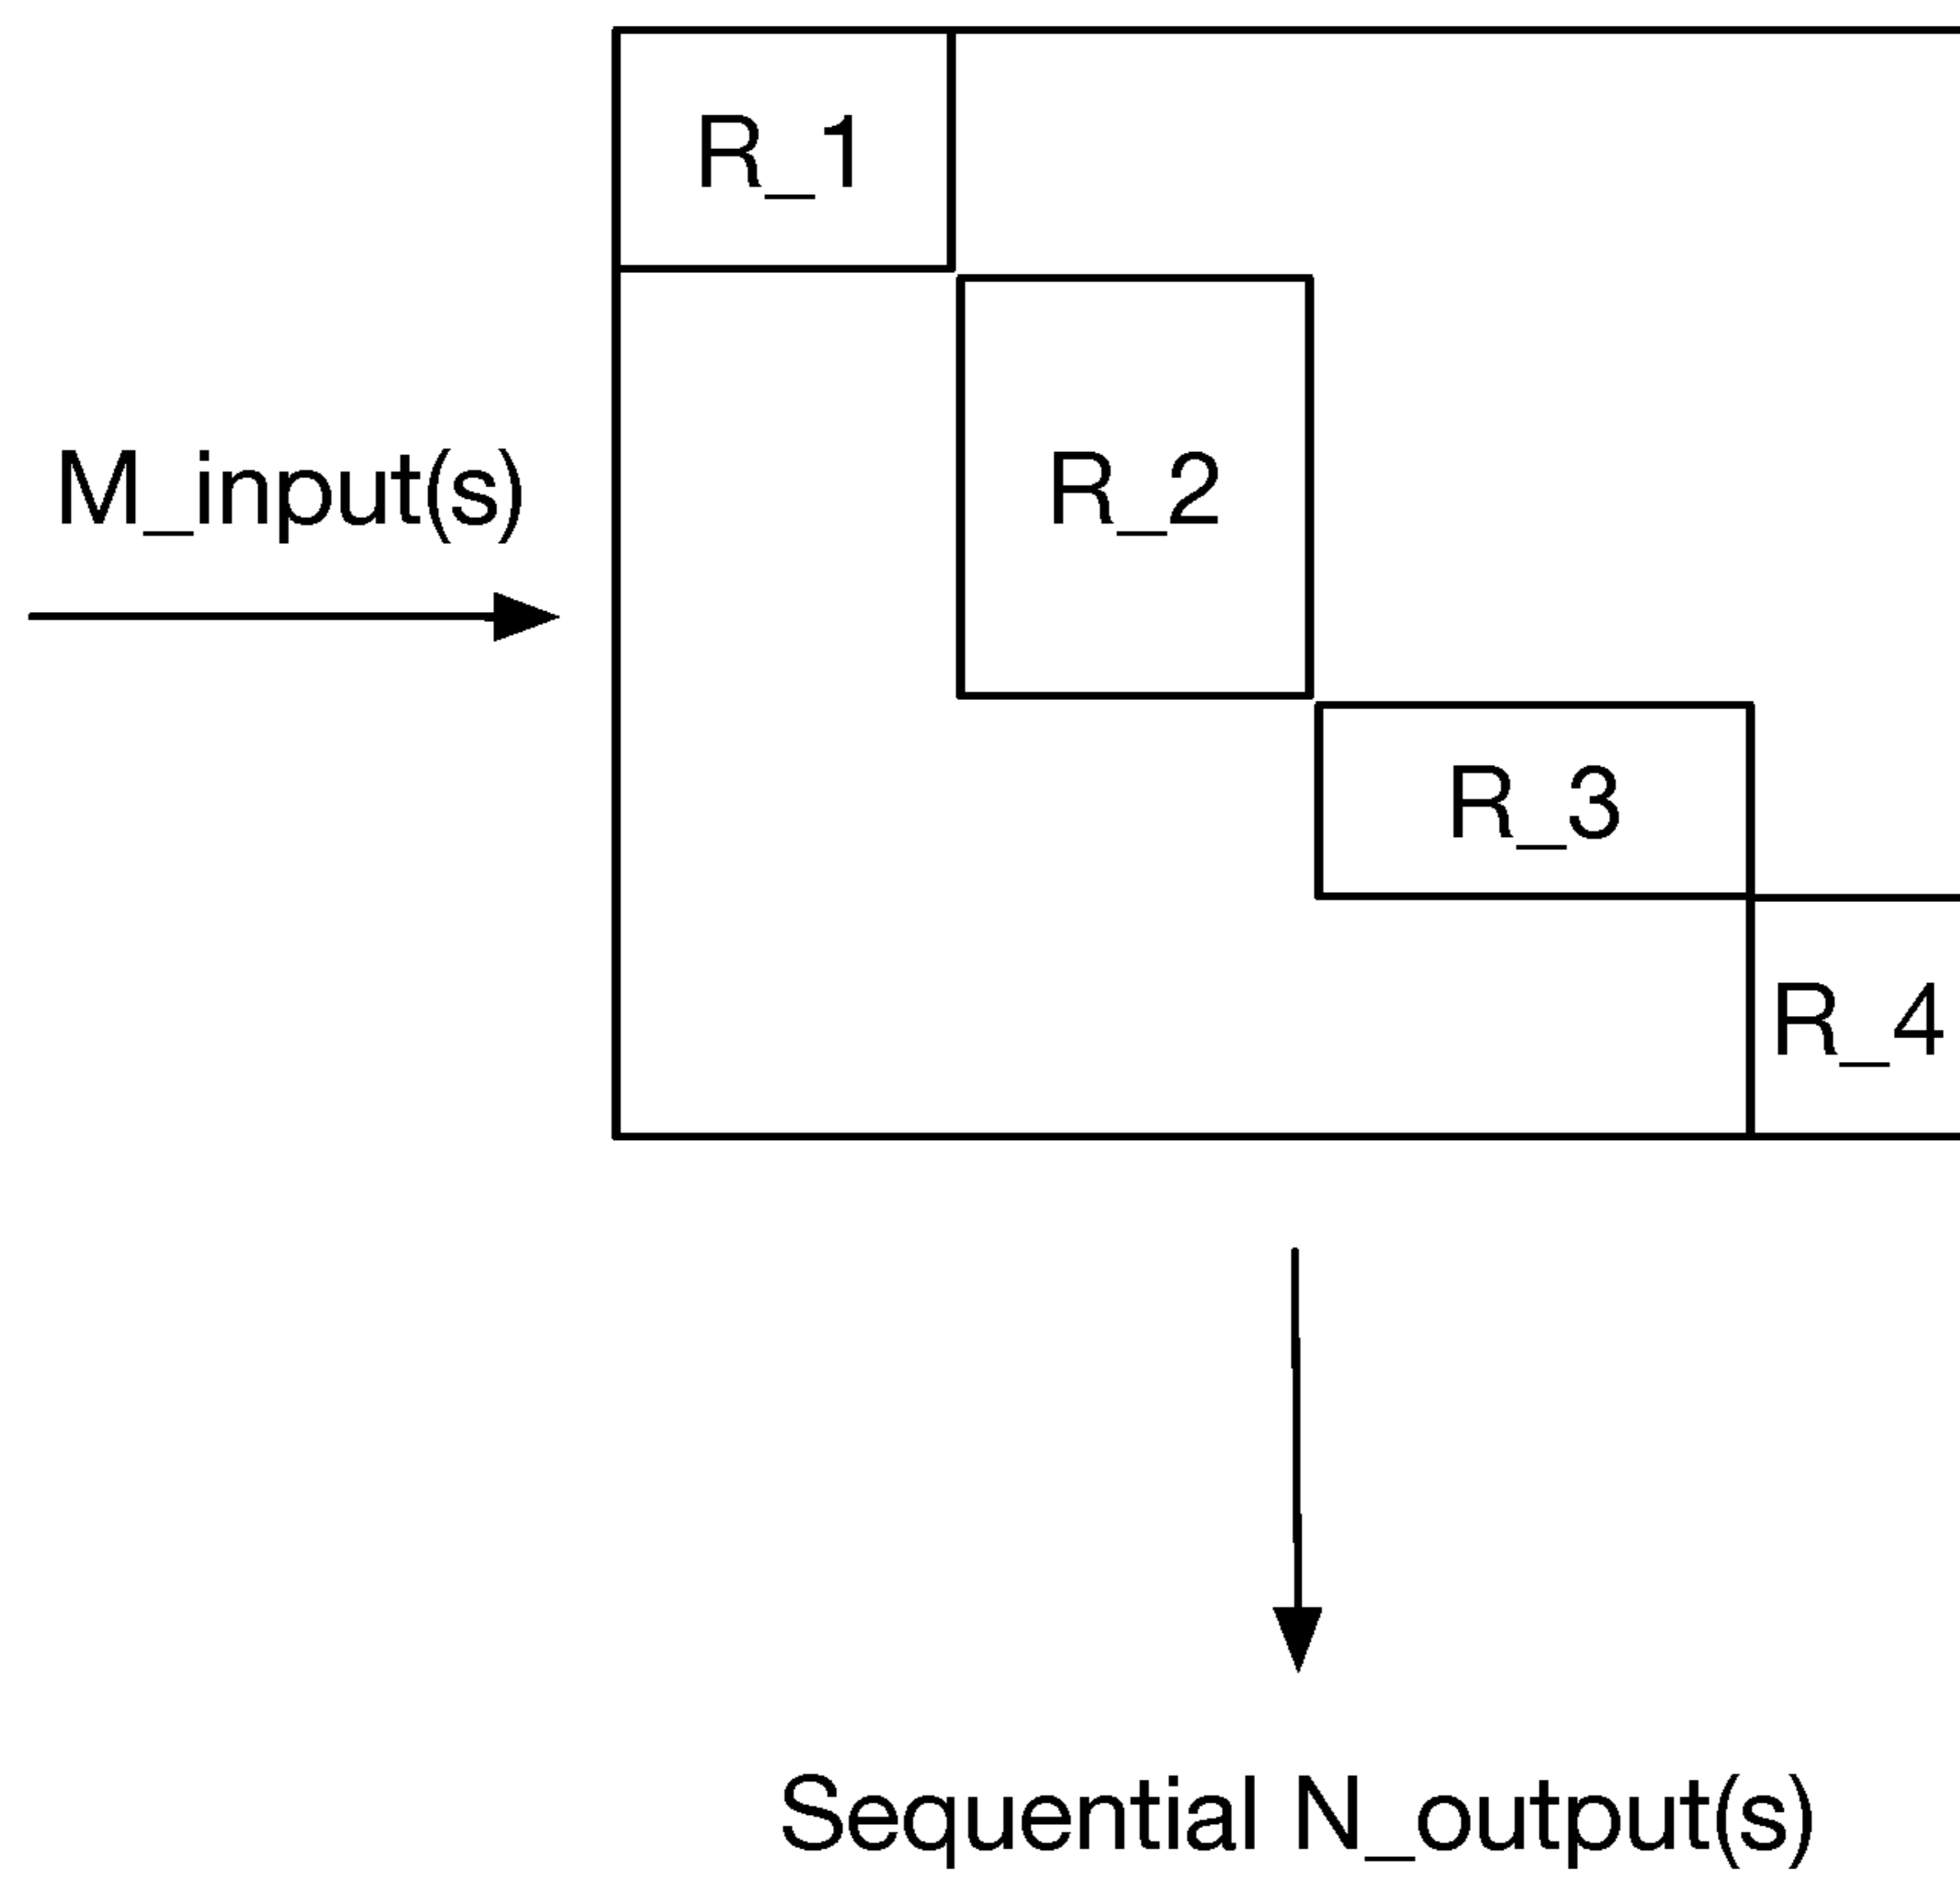 R_1
M_input(s)
R_2
R_3
R_4
Sequential N_output(s)